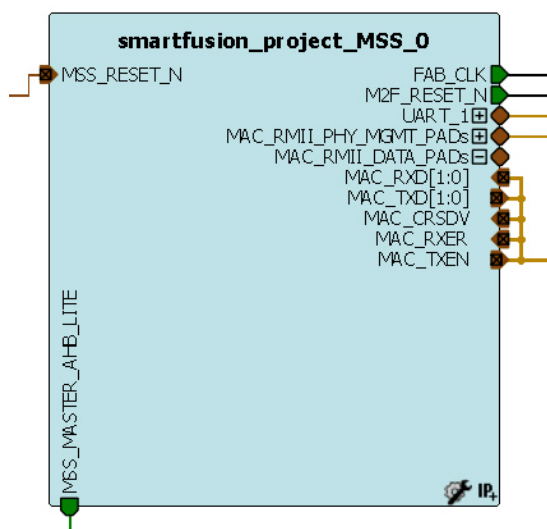 smartfusion_project_MSS_0
MSS_RESET_N
FAB_CLK
M2F_RESET_N
UART_1
MAC_RMII_PHY_MGMT_PADs
MAC_RMII_DATA_PADs
MAC_RXD[1:0]
MAC_TXD[1:0]
MAC_CRSDV
MAC_RXER
MAC_TXEN
MSS_MASTER_AHB_LITE
IP+